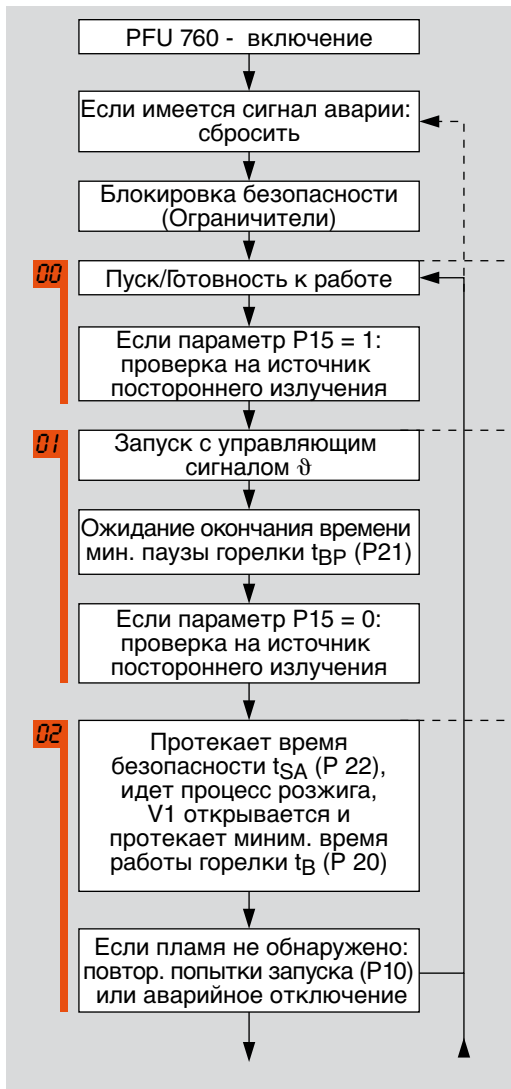 PFU 760 - включение
Если имеется сигнал аварии:
сбросить
Блокировка безопасности
(Ограничители)
00
Пуск/Готовность к работе
Если параметр P15 = 1:
проверка на источник
постороннего излучения
01
Запуск с управляющим
сигналом ϑ
Ожидание окончания времени
мин. паузы горелки tBP (P21)
Если параметр P15 = 0:
проверка на источник
постороннего излучения
02
Протекает время
безопасности tSA (P 22),
идет процесс розжига,
V1 открывается и
протекает миним. время
работы горелки tB (P 20)
Если пламя не обнаружено:
повтор. попытки запуска (P10)
или аварийное отключение